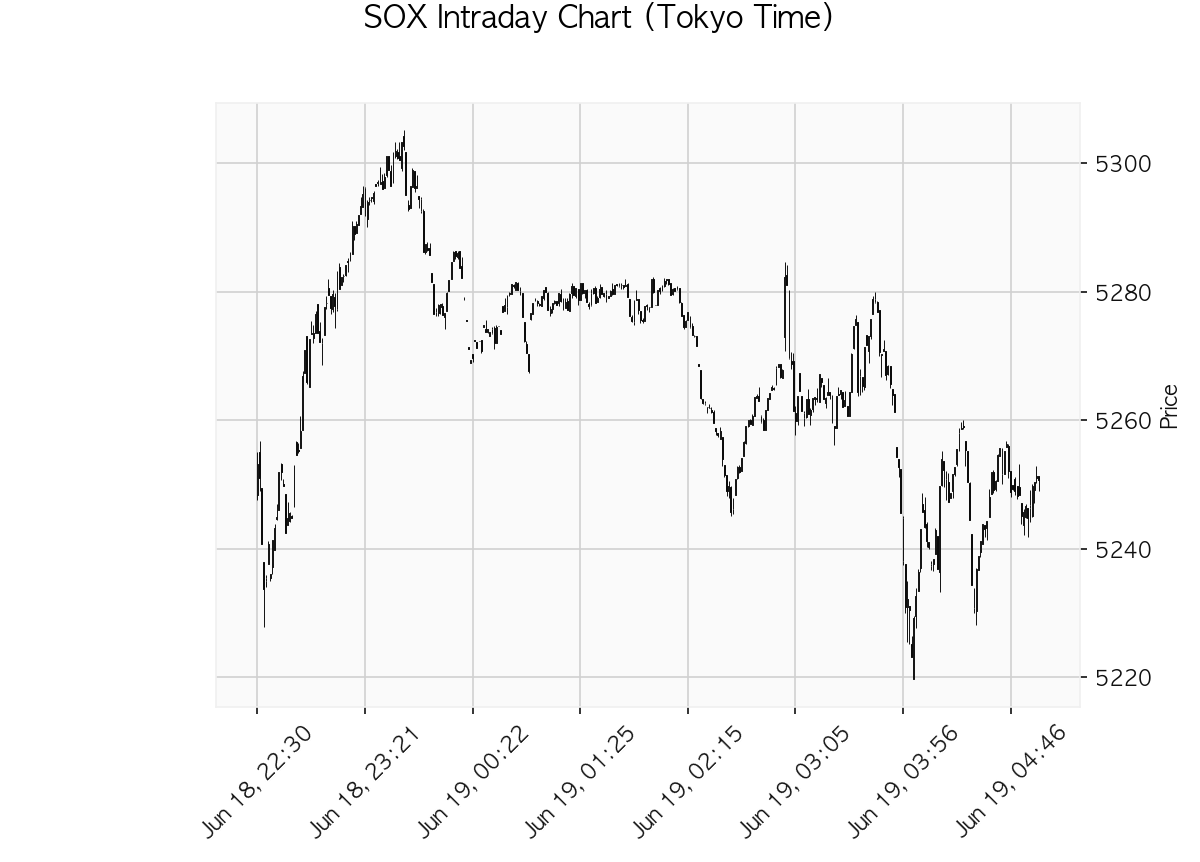 SOX Intraday Chart (Tokyo Time)
5300
5280
5260
5240
5220
Price
Jun 18, 22:30
Jun 18, 23:21
Jun 19, 00:22
Jun 19, 01:25
Jun 19, 02:15
Jun 19, 03:05
Jun 19, 03:56
Jun 19, 04:46